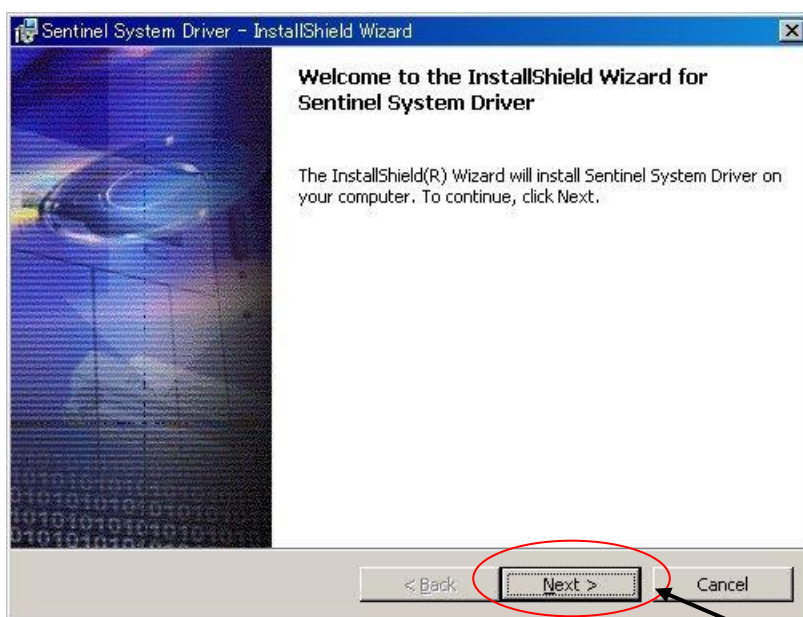 Sentinel System Driver - InstallShield Wizard
Welcome to the InstallShield Wizard for
Sentinel System Driver
The InstallShield(R) Wizard will install Sentinel System Driver on
your computer. To continue, click Next.
< Back
Next >
Cancel